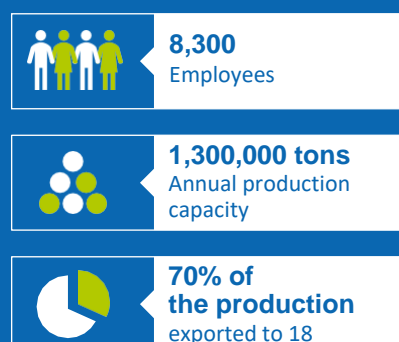 8,300
Employees
1,300,000 tons
Annual production
capacity
70% of
the production
exported to 18